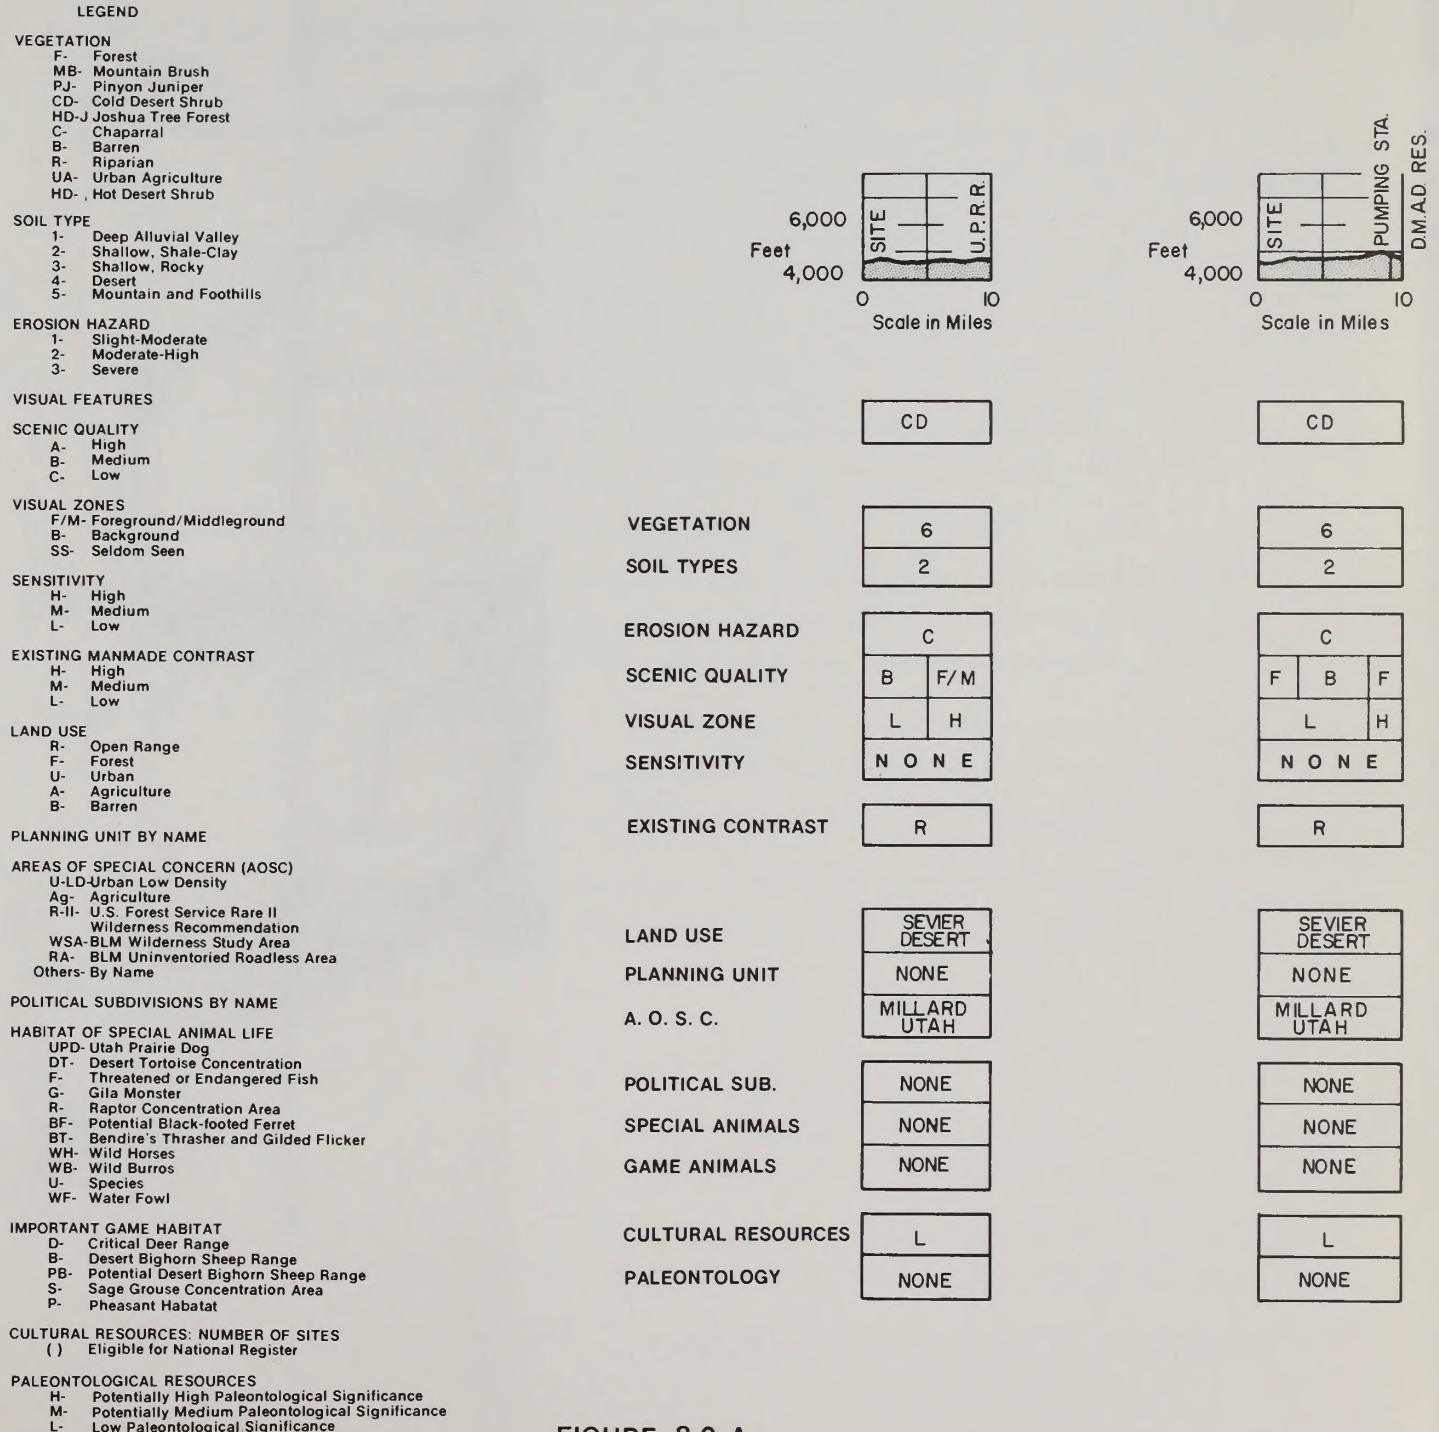 LEGEND
VEGETATION
F- Forest
MB- Mountain Brush
PJ- Pinyon Juniper
CD- Cold Desert Shrub
HD-J Joshua Tree Forest
C- Chaparral
B- Barren
R- Riparian
UA- Urban Agriculture
HD- , Hot Desert Shrub
SOIL TYPE
1- Deep Alluvial Valley
2- Shallow, Shale-Clay
3- Shallow, Rocky
4- Desert
5- Mountain and Foothills
EROSION HAZARD
1- Slight-Moderate
2- Moderate-High
3- Severe
VISUAL FEATURES
SCENIC QUALITY
A- High
B- Medium
C- Low
VISUAL ZONES
F/M- Foreground/Middleground
B- Background
SS- Seldom Seen
SENSITIVITY
H- High
M- Medium
L- Low
EXISTING MANMADE CONTRAST
H- High
M- Medium
L- Low
LAND USE
R- Open Range
F- Forest
U- Urban
A- Agriculture
B- Barren
PLANNING UNIT BY NAME
AREAS OF SPECIAL CONCERN (AOSC)
U-LD-Urban Low Density
Ag- Agriculture
R-II- U.S. Forest Service Rare II
Wilderness Recommendation
WSA-BLM Wilderness Study Area
RA- BLM Uninventoried Roadless Area
Others- By Name
POLITICAL SUBDIVISIONS BY NAME
HABITAT OF SPECIAL ANIMAL LIFE
UPD- Utah Prairie Dog
DT- Desert Tortoise Concentration
F- Threatened or Endangered Fish
G- Gila Monster
R- Raptor Concentration Area
BF- Potential Black-footed Ferret
BT- Bendire's Thrasher and Gilded Flicker
WH- Wild Horses
WB- Wild Burros
U- Species
WF- Water Fowl
IMPORTANT GAME HABITAT
D- Critical Deer Range
B- Desert Bighorn Sheep Range
PB- Potential Desert Bighorn Sheep Range
S- Sage Grouse Concentration Area
P- Pheasant Habatat
CULTURAL RESOURCES: NUMBER OF SITES
( ) Eligible for National Register
PALEONTOLOGICAL RESOURCES
H- Potentially High Paleontological Significance
M- Potentially Medium Paleontological Significance
L- Low Paleontological Significance
6,000
Feet
4,000
SITE
U.P.R.R.
0 10
Scale in Miles
6,000
Feet
4,000
SITE
PUMPING STA.
D.M.A.D. RES.
0 10
Scale in Miles
CD CD
VEGETATION 6 6
SOIL TYPES 2 2
EROSION HAZARD C C
SCENIC QUALITY B F/M F B F
VISUAL ZONE L H L H
SENSITIVITY NONE NONE
EXISTING CONTRAST R R
LAND USE SEVIER DESERT SEVIER DESERT
PLANNING UNIT NONE NONE
A. O. S. C. MILLARD UTAH MILLARD UTAH
POLITICAL SUB. NONE NONE
SPECIAL ANIMALS NONE NONE
GAME ANIMALS NONE NONE
CULTURAL RESOURCES L L
PALEONTOLOGY NONE NONE